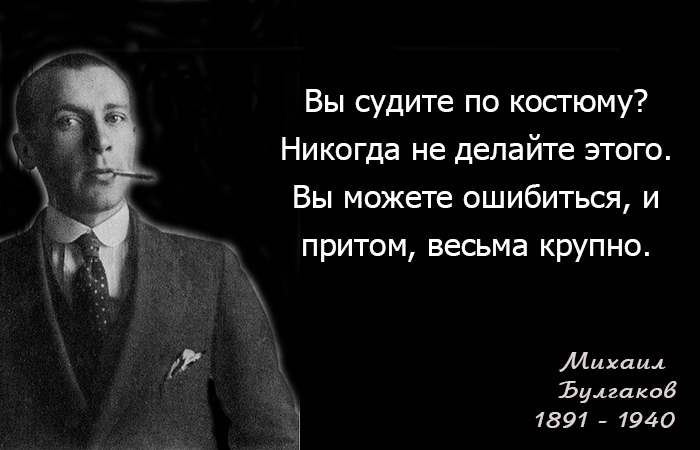 Вы судите по костюму?
Никогда не делайте этого.
Вы можете ошибиться, и
притом, весьма крупно.
Михаил
Булгаков
1891 - 1940